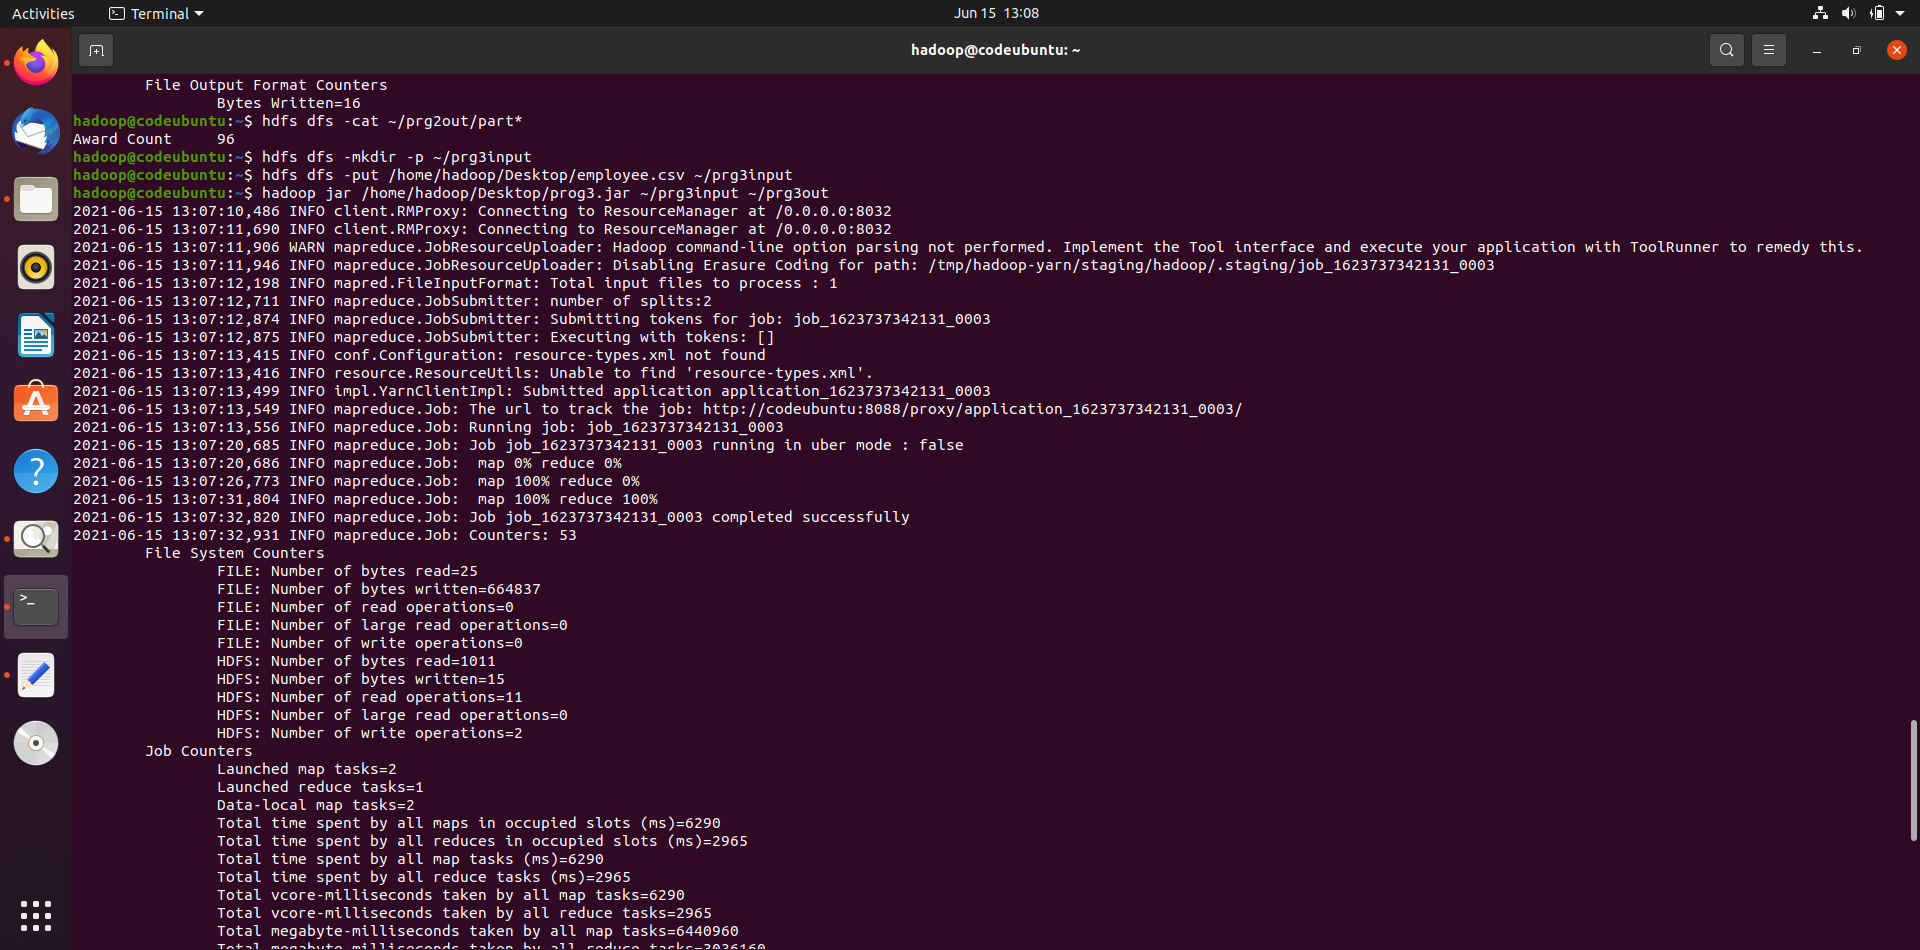 Activities
Terminal
Jun 15 13:08
hadoop@codeubuntu: ~
File Output Format Counters
Bytes Written=16
hadoop@codeubuntu:~$ hdfs dfs -cat ~/prg2out/part*
Award Count 96
hadoop@codeubuntu:~$ hdfs dfs -mkdir -p ~/prg3input
hadoop@codeubuntu:~$ hdfs dfs -put /home/hadoop/Desktop/employee.csv ~/prg3input
hadoop@codeubuntu:~$ hadoop jar /home/hadoop/Desktop/prog3.jar ~/prg3input ~/prg3out
2021-06-15 13:07:10,486 INFO client.RMProxy: Connecting to ResourceManager at /0.0.0.0:8032
2021-06-15 13:07:11,690 INFO client.RMProxy: Connecting to ResourceManager at /0.0.0.0:8032
2021-06-15 13:07:11,906 WARN mapreduce.JobResourceUploader: Hadoop command-line option parsing not performed. Implement the Tool interface and execute your application with ToolRunner to remedy this.
2021-06-15 13:07:11,946 INFO mapreduce.JobResourceUploader: Disabling Erasure Coding for path: /tmp/hadoop-yarn/staging/hadoop/.staging/job_1623737342131_0003
2021-06-15 13:07:12,198 INFO mapred.FileInputFormat: Total input files to process : 1
2021-06-15 13:07:12,711 INFO mapreduce.JobSubmitter: number of splits:2
2021-06-15 13:07:12,874 INFO mapreduce.JobSubmitter: Submitting tokens for job: job_1623737342131_0003
2021-06-15 13:07:12,875 INFO mapreduce.JobSubmitter: Executing with tokens: []
2021-06-15 13:07:13,415 INFO conf.Configuration: resource-types.xml not found
2021-06-15 13:07:13,416 INFO resource.ResourceUtils: Unable to find 'resource-types.xml'.
2021-06-15 13:07:13,499 INFO impl.YarnClientImpl: Submitted application application_1623737342131_0003
2021-06-15 13:07:13,549 INFO mapreduce.Job: The url to track the job: http://codeubuntu:8088/proxy/application_1623737342131_0003/
2021-06-15 13:07:13,556 INFO mapreduce.Job: Running job: job_1623737342131_0003
2021-06-15 13:07:20,685 INFO mapreduce.Job: Job job_1623737342131_0003 running in uber mode : false
2021-06-15 13:07:20,686 INFO mapreduce.Job:  map 0% reduce 0%
2021-06-15 13:07:26,773 INFO mapreduce.Job:  map 100% reduce 0%
2021-06-15 13:07:31,804 INFO mapreduce.Job:  map 100% reduce 100%
2021-06-15 13:07:32,820 INFO mapreduce.Job: Job job_1623737342131_0003 completed successfully
2021-06-15 13:07:32,931 INFO mapreduce.Job: Counters: 53
File System Counters
FILE: Number of bytes read=25
FILE: Number of bytes written=664837
FILE: Number of read operations=0
FILE: Number of large read operations=0
FILE: Number of write operations=0
HDFS: Number of bytes read=1011
HDFS: Number of bytes written=15
HDFS: Number of read operations=11
HDFS: Number of large read operations=0
HDFS: Number of write operations=2
Job Counters
Launched map tasks=2
Launched reduce tasks=1
Data-local map tasks=2
Total time spent by all maps in occupied slots (ms)=6290
Total time spent by all reduces in occupied slots (ms)=2965
Total time spent by all map tasks (ms)=6290
Total time spent by all reduce tasks (ms)=2965
Total vcore-milliseconds taken by all map tasks=6290
Total vcore-milliseconds taken by all reduce tasks=2965
Total megabyte-milliseconds taken by all map tasks=6440960
Total megabyte-milliseconds taken by all reduce tasks=3036160